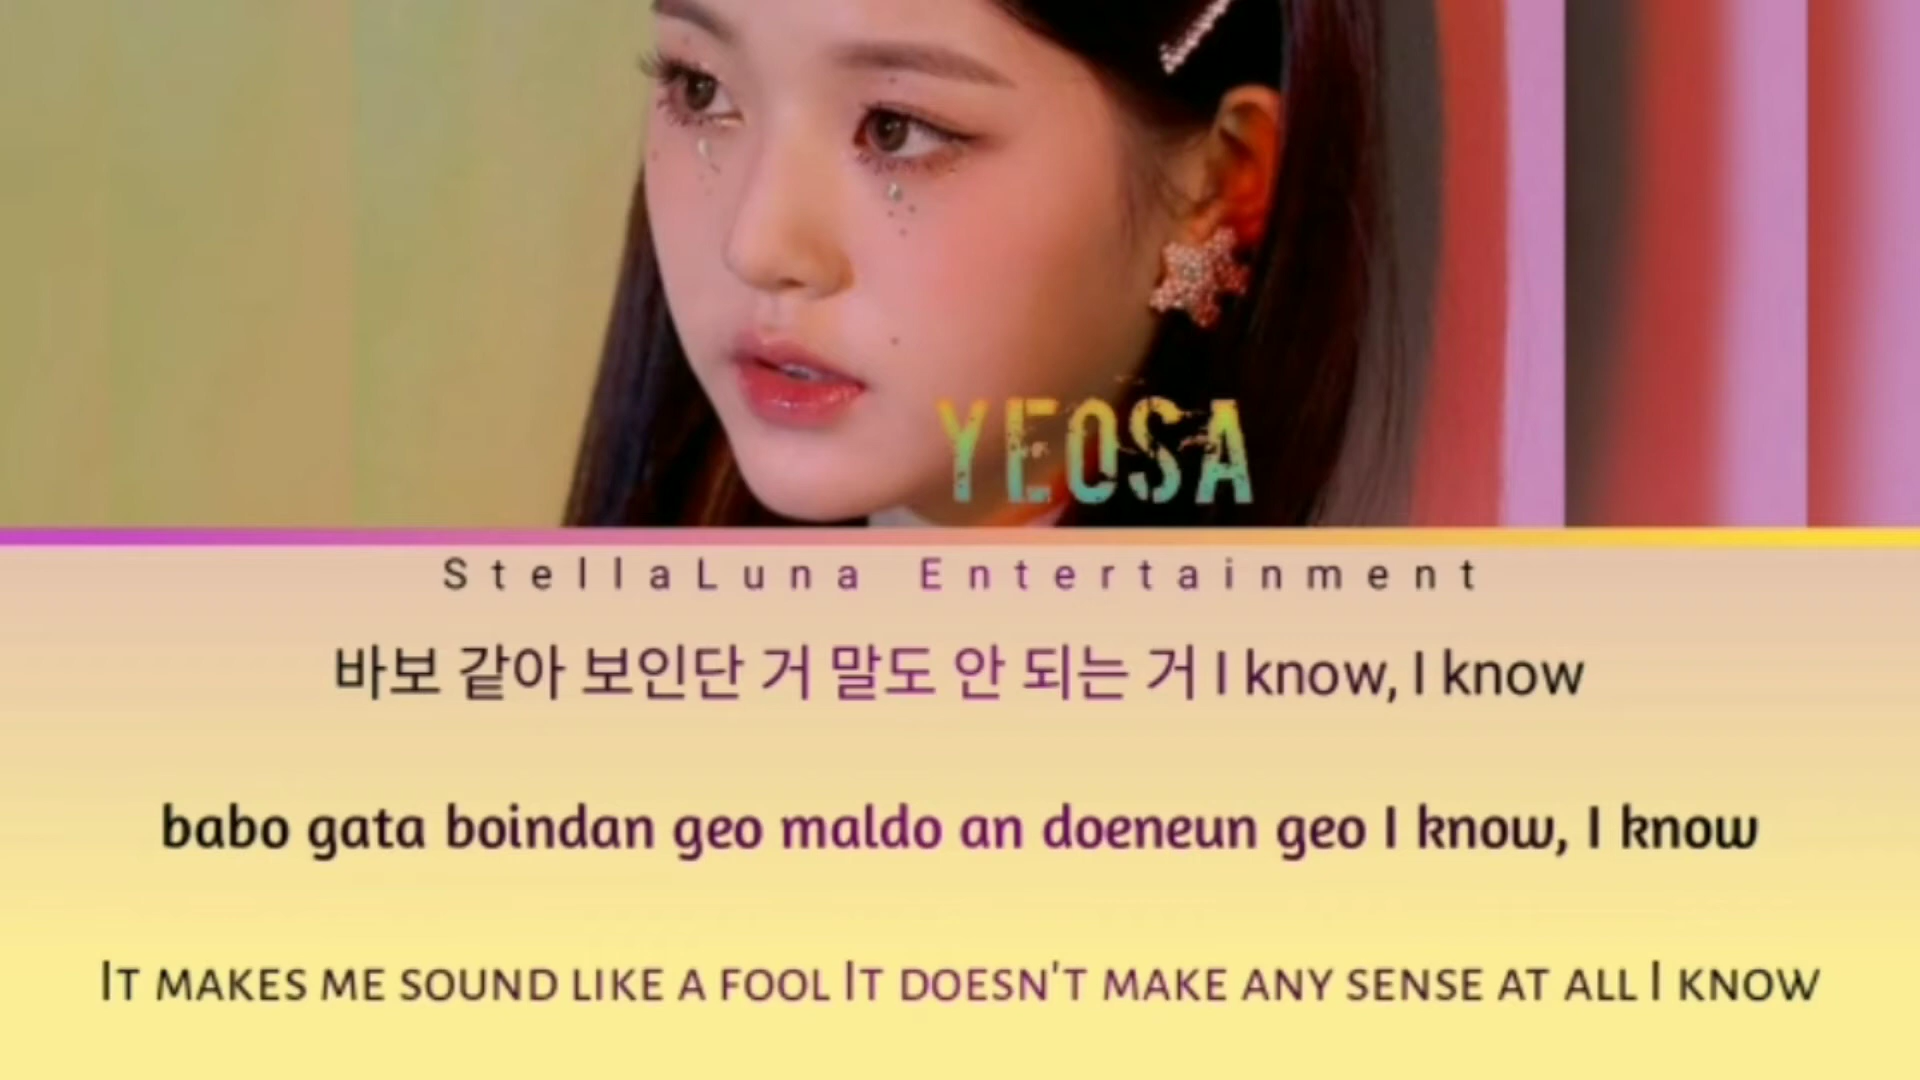 YEOSA
StellaLuna Entertainment
바보 같아 보인단 거 말도 안 되는 거 I know, I know
babo gata boindan geo maldo an doeneun geo I know, I know
IT MAKES ME SOUND LIKE A FOOL IT DOESN'T MAKE ANY SENSE AT ALL I KNOW